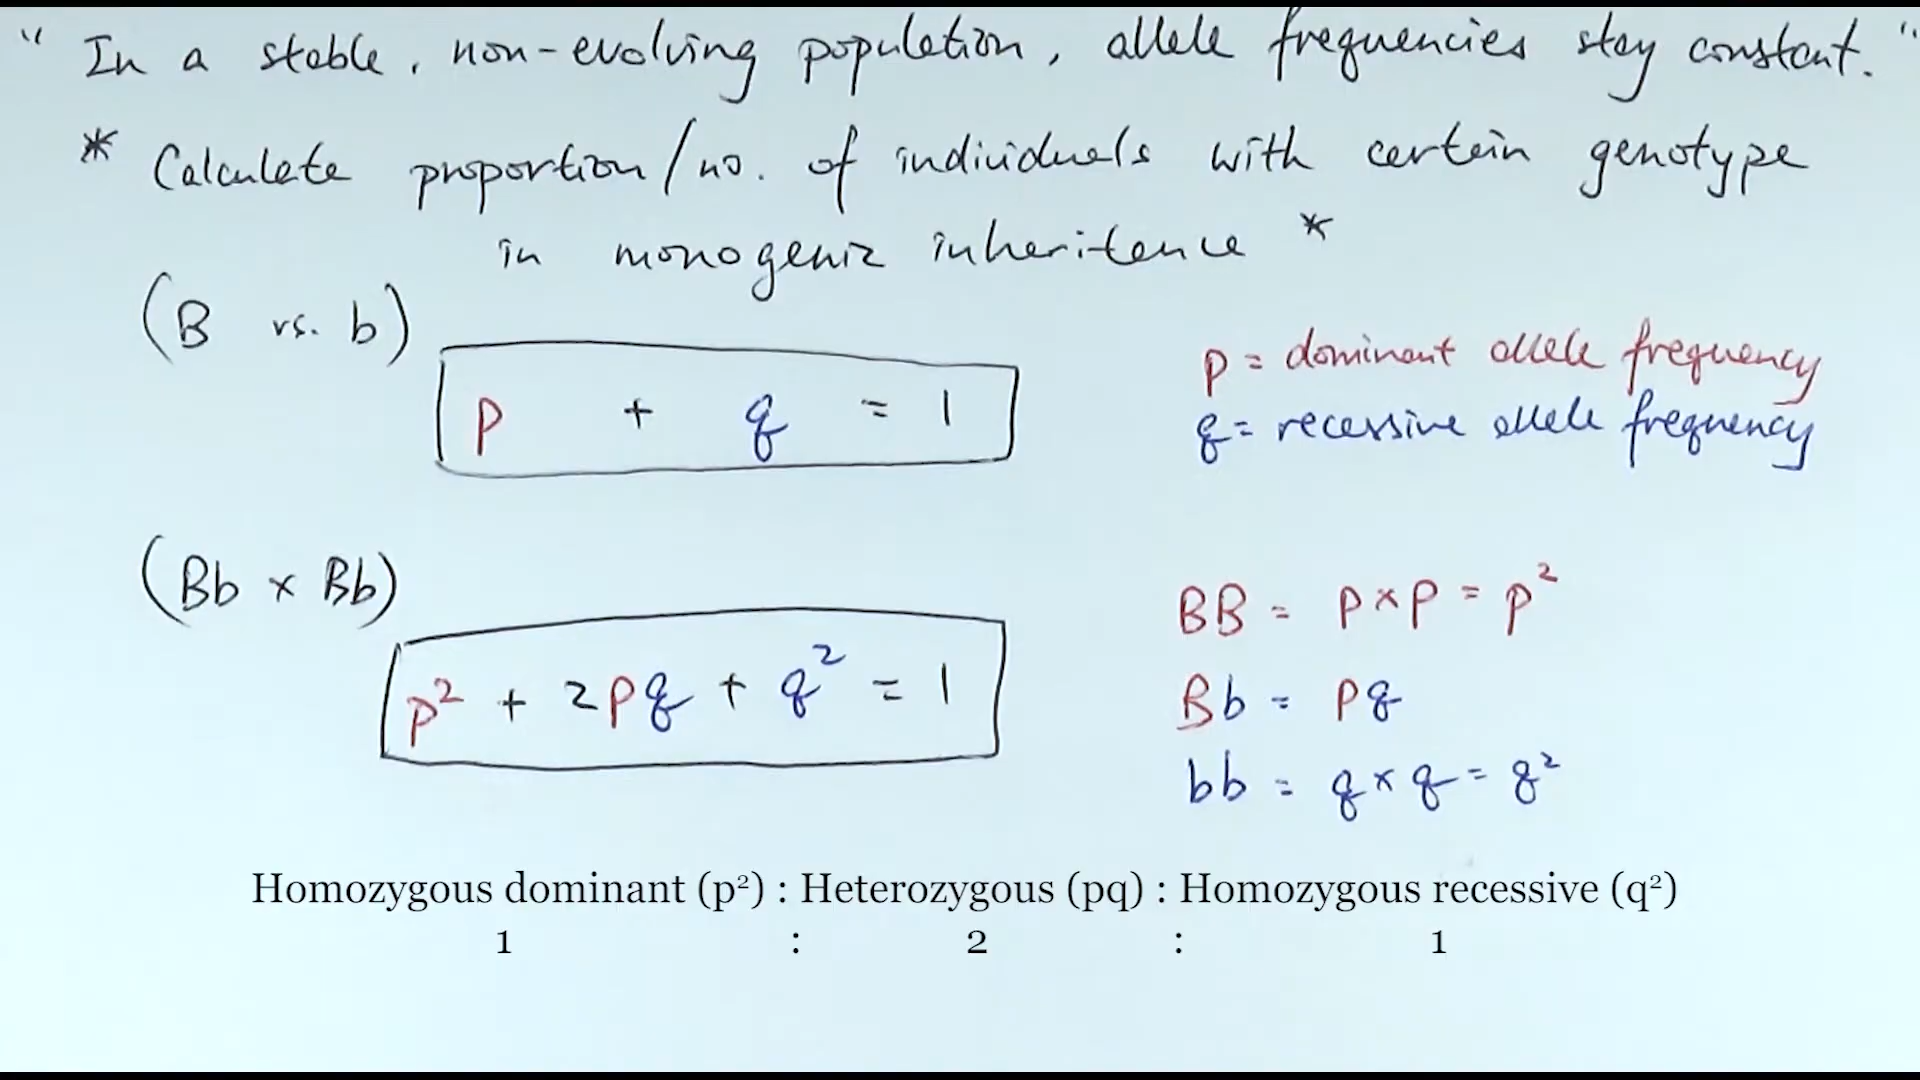 " In a stable, non-evolving population, allele frequencies stay constant. "
* Calculate proportion/no. of individuals with certain genotype
in monogenic inheritance *
(B vs. b)
p + q = 1
p = dominant allele frequency
q = recessive allele frequency
(Bb × Bb)
p² + 2pq + q² = 1
BB = p × p = p²
Bb = pq
bb = q × q = q²
Homozygous dominant (p²) : Heterozygous (pq) : Homozygous recessive (q²)
1 : 2 : 1